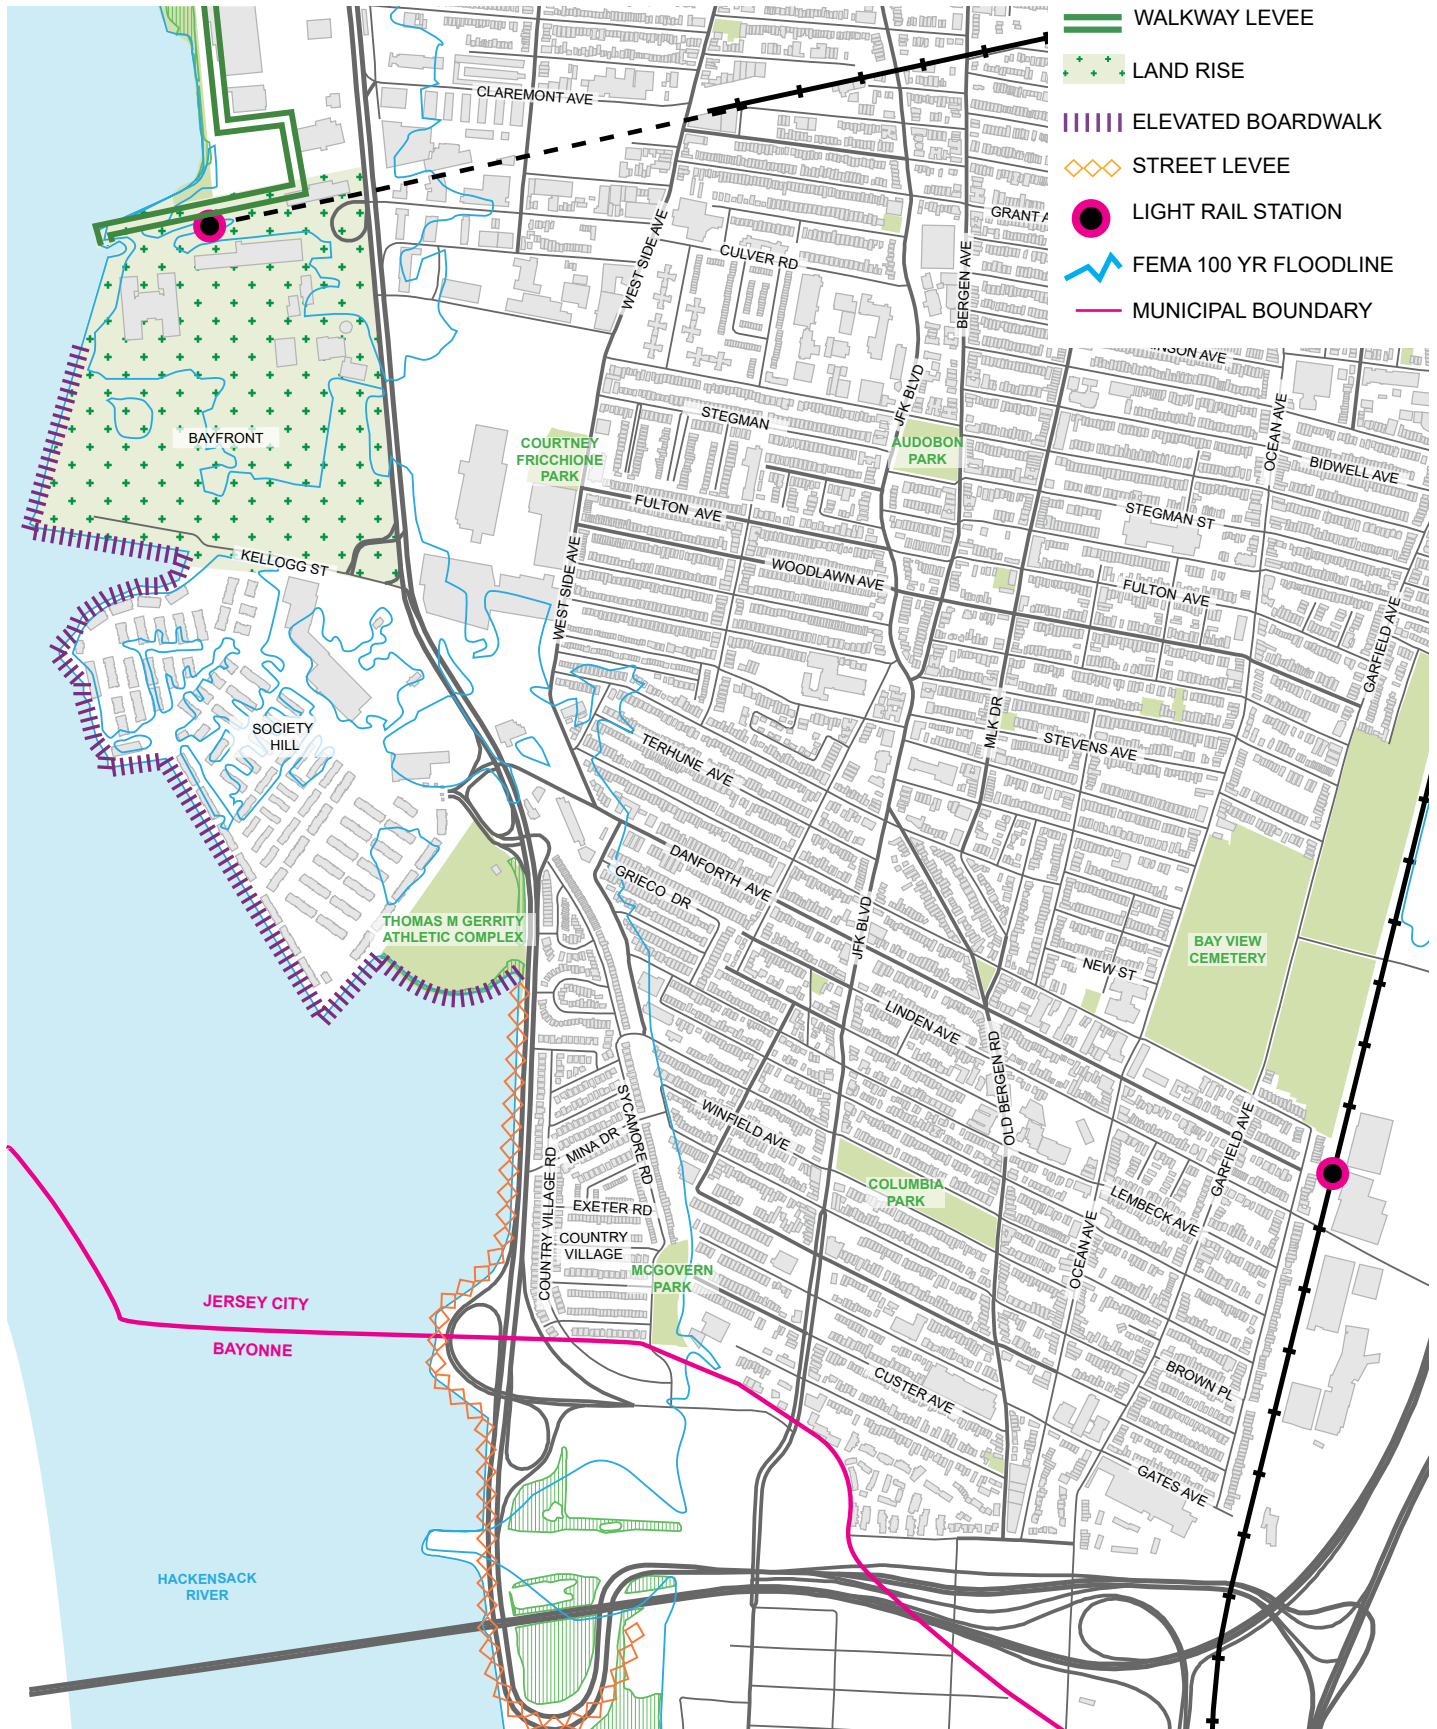 WALKWAY LEVEE
LAND RISE
ELEVATED BOARDWALK
STREET LEVEE
LIGHT RAIL STATION
FEMA 100 YR FLOODLINE
MUNICIPAL BOUNDARY
CLAREMONT AVE
WEST SIDE AVE
CULVER RD
BERGEN AVE
GRANT A
NSON AVE
JFK BLVD
OCEAN AVE
STEGMAN
AUDOBON
PARK
COURTNEY
FRICCHIONE
PARK
BAYFRONT
BIDWELL AVE
FULTON AVE
STEGMAN ST
KELLOGG ST
WEST SIDE AVE
WOODLAWN AVE
FULTON AVE
GARFIELD AVE
SOCIETY
HILL
TERHUNE AVE
MLK DR
STEVENS AVE
DANFORTH AVE
GRIECO DR
THOMAS M GERRITY
ATHLETIC COMPLEX
JFK BLVD
BAY VIEW
CEMETERY
NEW ST
LINDEN AVE
OLD BERGEN RD
SYCAMORE RD
WINFIELD AVE
MINA DR
COUNTRY VILLAGE RD
GARFIELD AVE
COLUMBIA
PARK
LEMBECK AVE
EXETER RD
COUNTRY
VILLAGE
OCEAN AVE
MCGOVERN
PARK
JERSEY CITY
BAYONNE
CUSTER AVE
BROWN PL
GATES AVE
HACKENSACK
RIVER